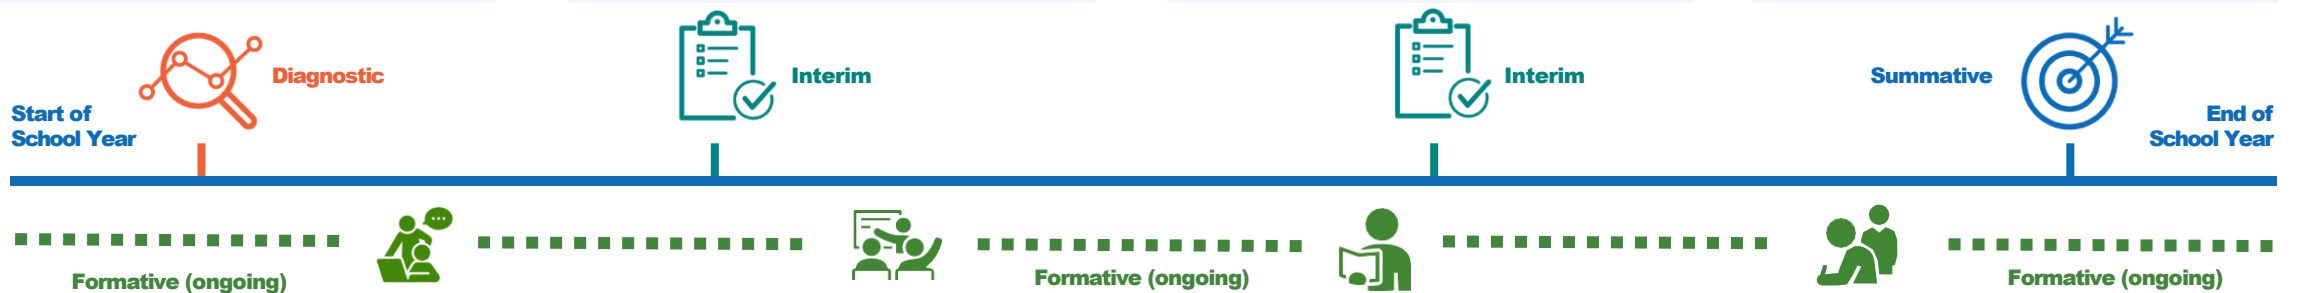 Diagnostic
Interim
Interim
Summative
Start of
School Year
End of
School Year
Formative (ongoing)
Formative (ongoing)
Formative (ongoing)